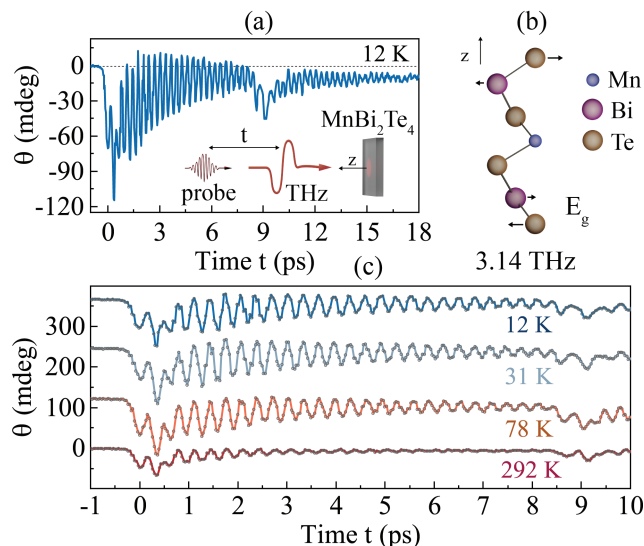 (a)
12 K
θ (mdeg)
0
-30
-60
-90
-120
t
probe
THz
z
MnBi₂Te₄
0 3 6 9 12 15 18
Time t (ps)
(b)
z
Mn
Bi
Te
E_g
3.14 THz
(c)
θ (mdeg)
300
200
100
0
12 K
31 K
78 K
292 K
-1 0 1 2 3 4 5 6 7 8 9 10
Time t (ps)